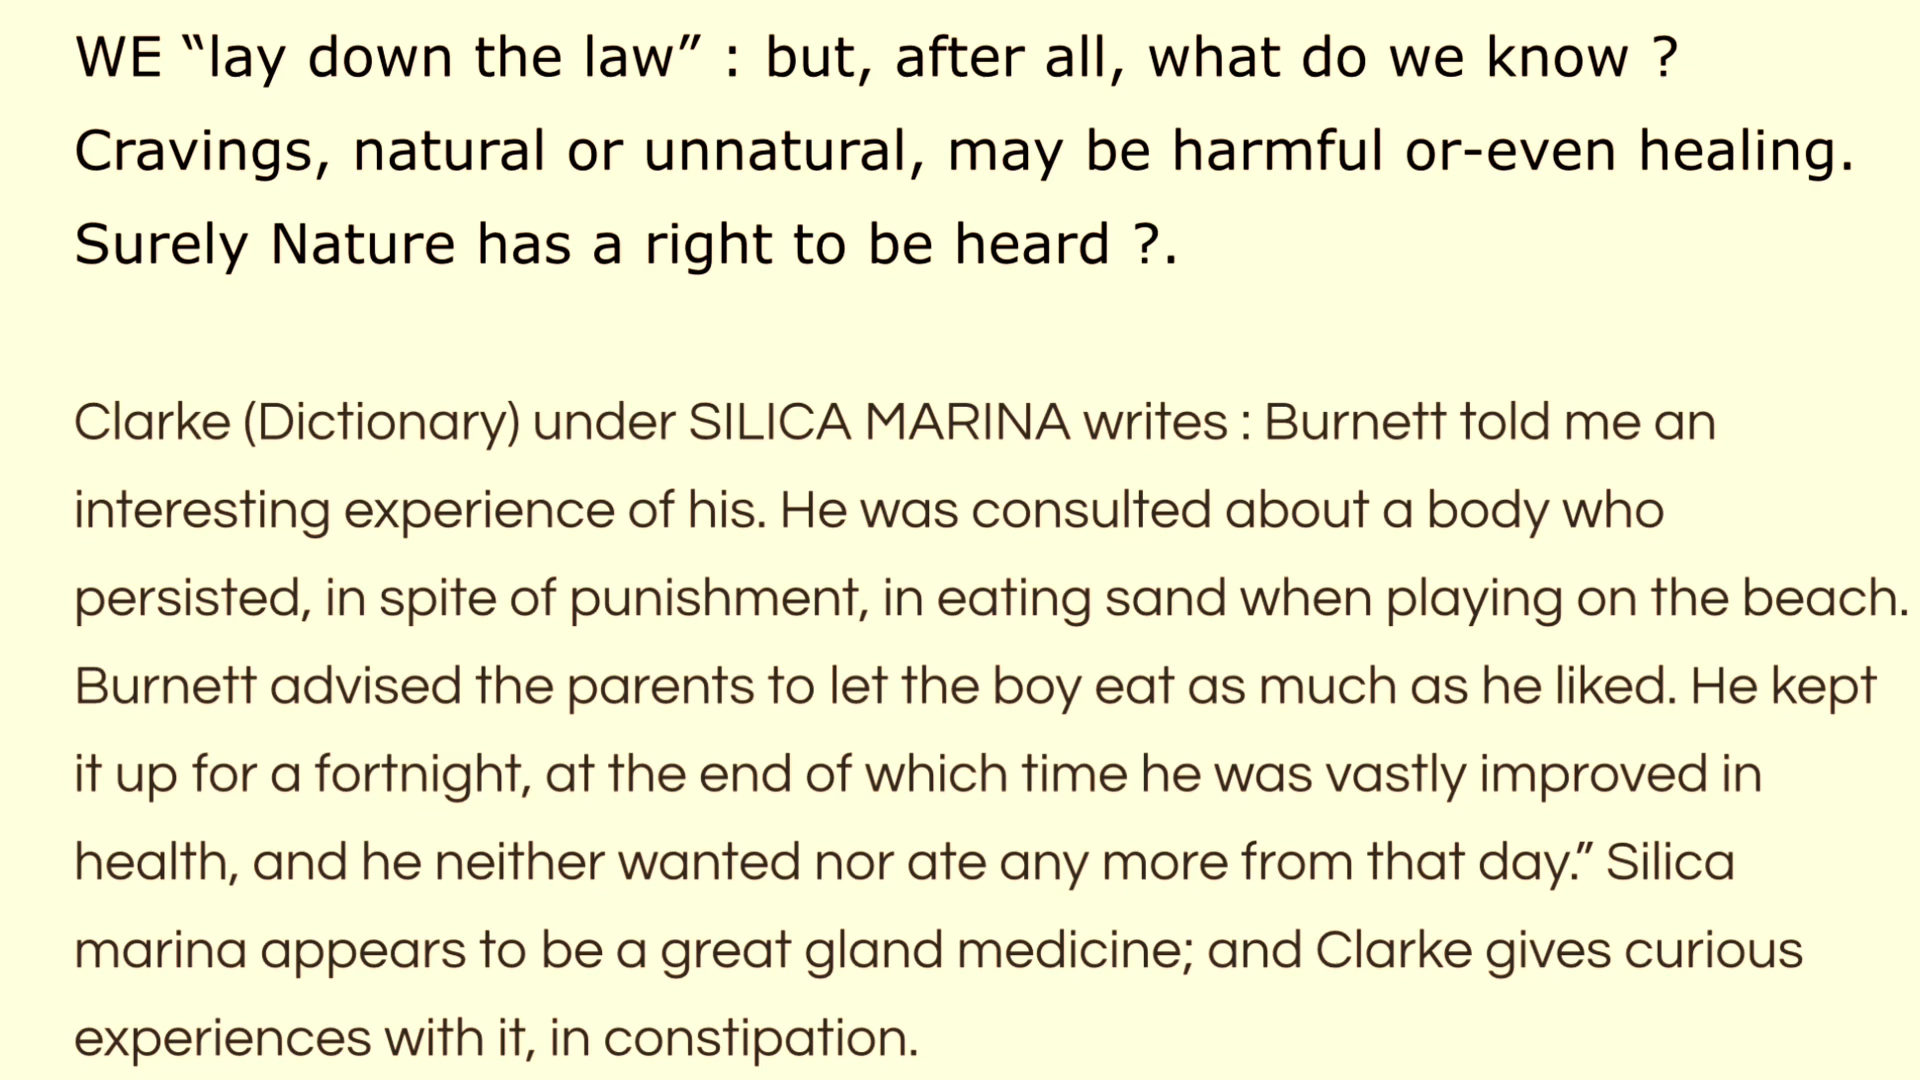 WE “lay down the law” : but, after all, what do we know ?
Cravings, natural or unnatural, may be harmful or-even healing.
Surely Nature has a right to be heard ?.
Clarke (Dictionary) under SILICA MARINA writes : Burnett told me an
interesting experience of his. He was consulted about a body who
persisted, in spite of punishment, in eating sand when playing on the beach.
Burnett advised the parents to let the boy eat as much as he liked. He kept
it up for a fortnight, at the end of which time he was vastly improved in
health, and he neither wanted nor ate any more from that day.” Silica
marina appears to be a great gland medicine; and Clarke gives curious
experiences with it, in constipation.